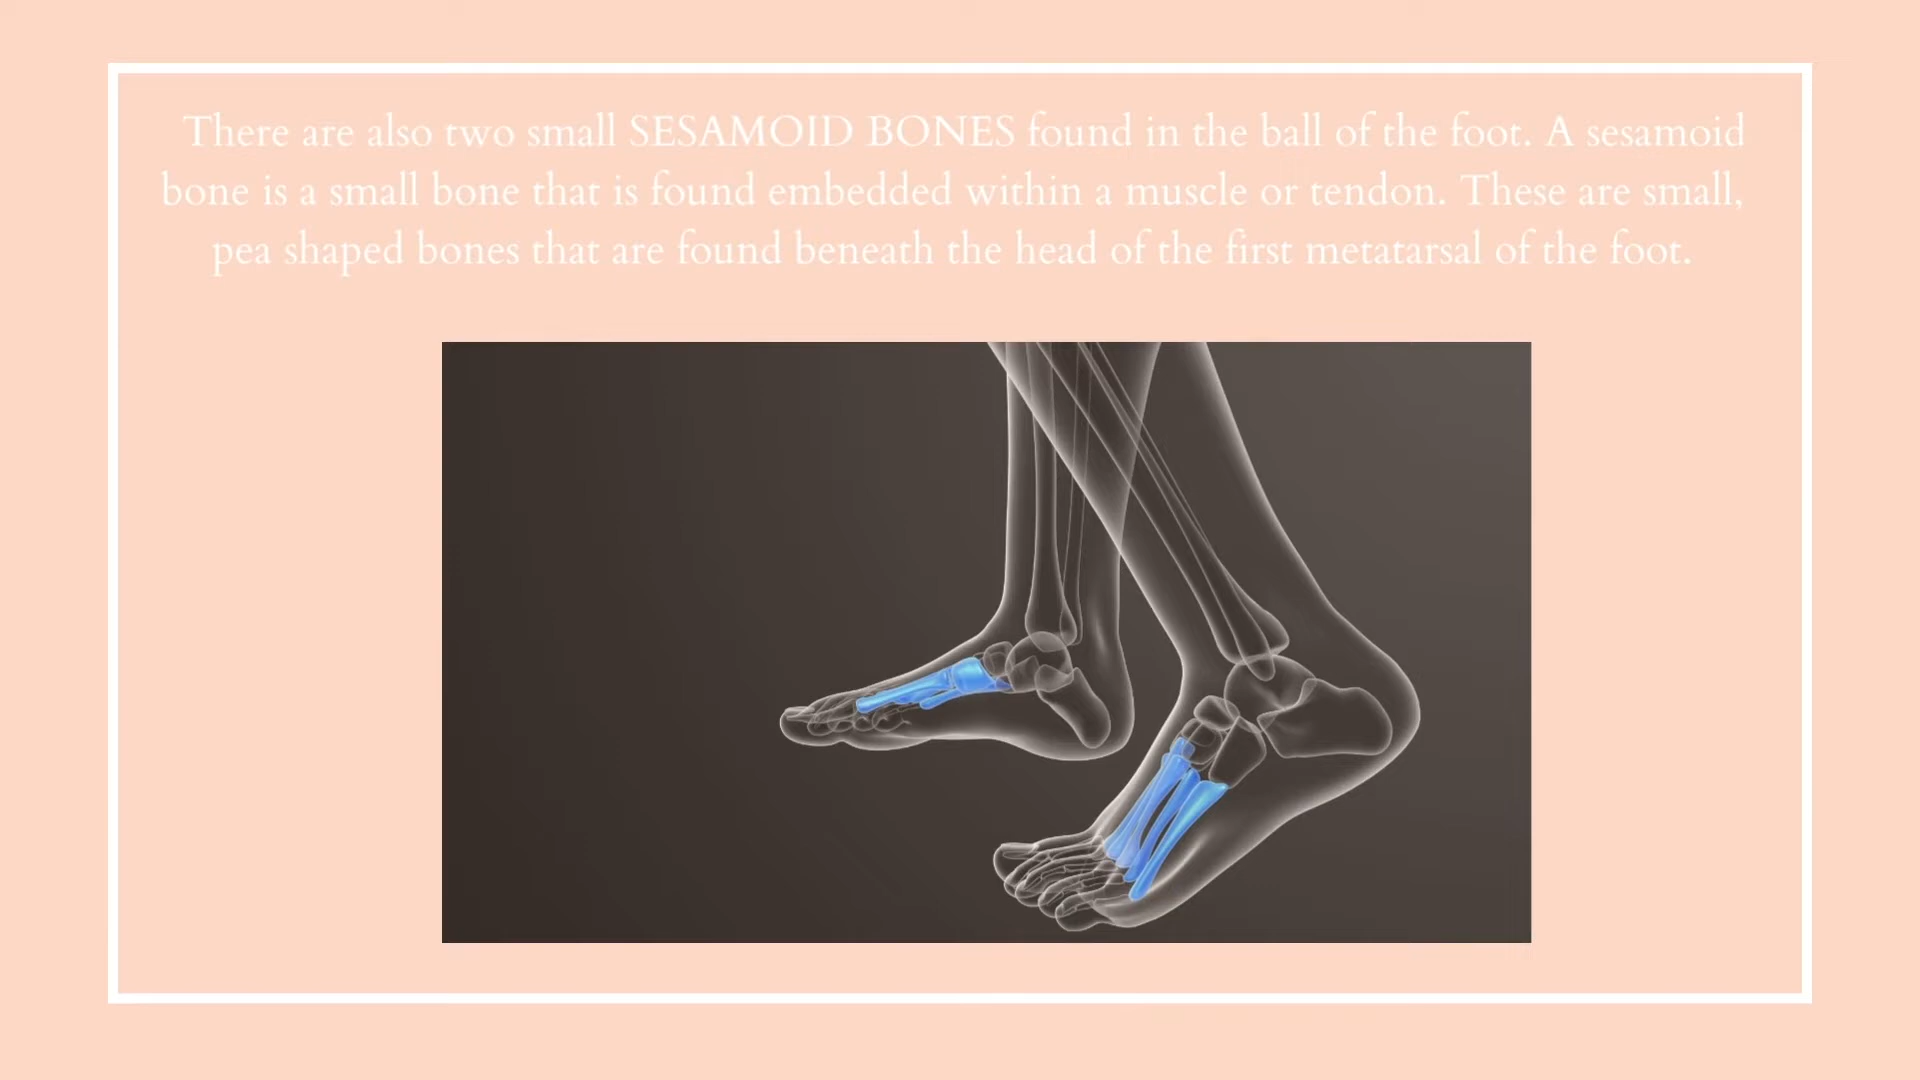 There are also two small SESAMOID BONES found in the ball of the foot. A sesamoid
bone is a small bone that is found embedded within a muscle or tendon. These are small,
pea shaped bones that are found beneath the head of the first metatarsal of the foot.